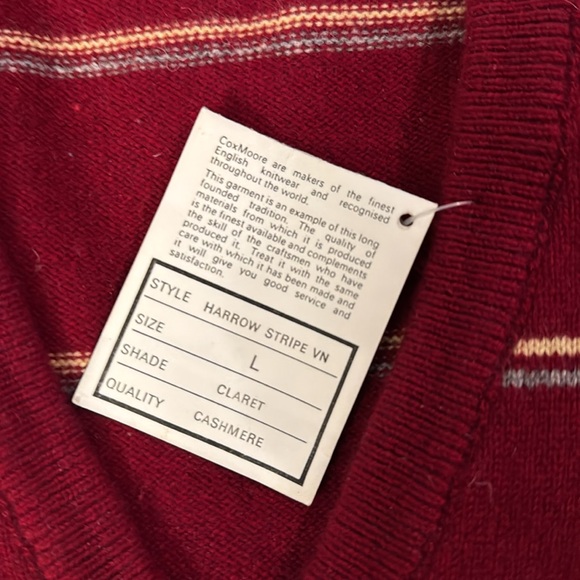 CoxMoore are makers of the finest
English knitwear and recognised
throughout the world.
This garment is an example of this long
founded tradition. The quality of
materials from which it is produced
is the finest available and complements
the skill of the craftsmen who have
produced it. Treat it with the same
care with which it has been made and
it will give you good service and
satisfaction.
STYLE HARROW STRIPE VN
SIZE L
SHADE CLARET
QUALITY CASHMERE